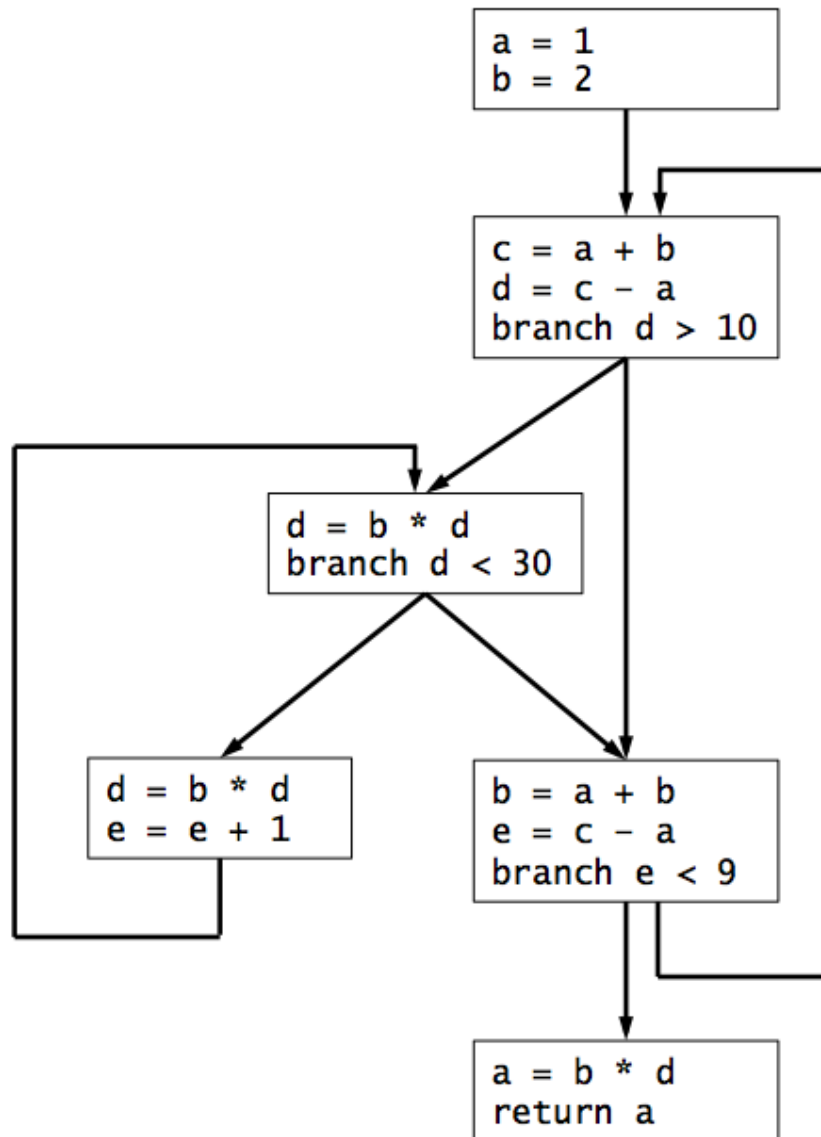 a = 1
b = 2
c = a + b
d = c - a
branch d > 10
d = b * d
branch d < 30
d = b * d
e = e + 1
b = a + b
e = c - a
branch e < 9
a = b * d
return a